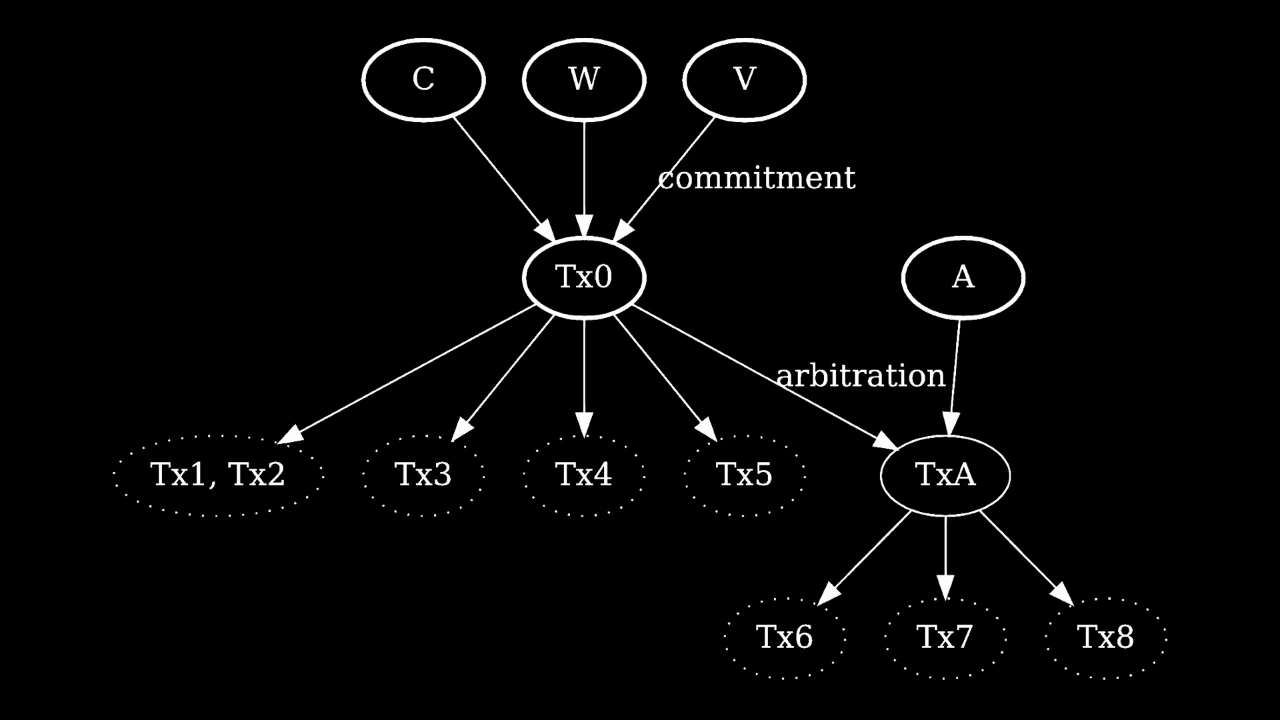 C
W
V
commitment
Tx0
A
arbitration
Tx1, Tx2
Tx3
Tx4
Tx5
TxA
Tx6
Tx7
Tx8